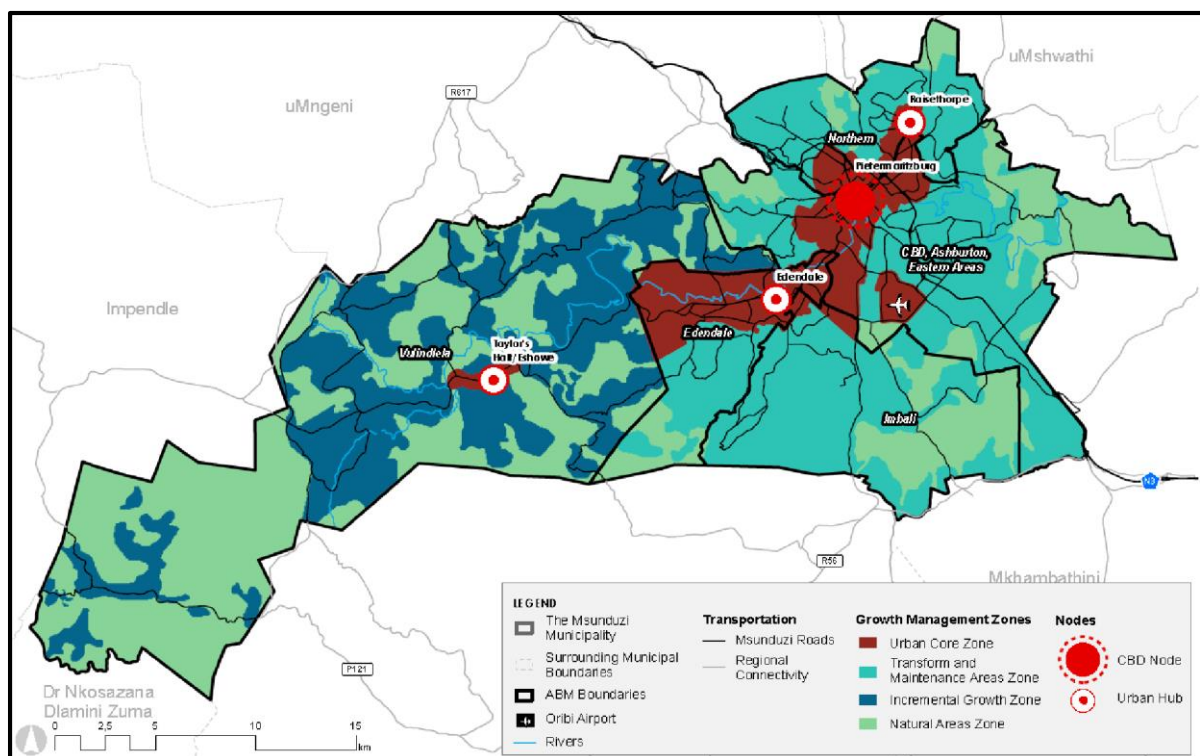 uMshwathi
uMngeni
R617
Raisethorpe
Northern
Pietermaritzburg
CBD, Ashburton,
Eastern Areas
Edendale
Impendle
Edendale
Vulindlela
Taylor's
Halt/Eshowe
Imbali
N3
R56
Mkhambathini
P121
Dr Nkosazana
Dlamini Zuma
0 2,5 5 10 15
km
LEGEND
The Msunduzi
Municipality
Surrounding Municipal
Boundaries
ABM Boundaries
Oribi Airport
Rivers
Transportation
Msunduzi Roads
Regional
Connectivity
Growth Management Zones
Urban Core Zone
Transform and
Maintenance Areas Zone
Incremental Growth Zone
Natural Areas Zone
Nodes
CBD Node
Urban Hub